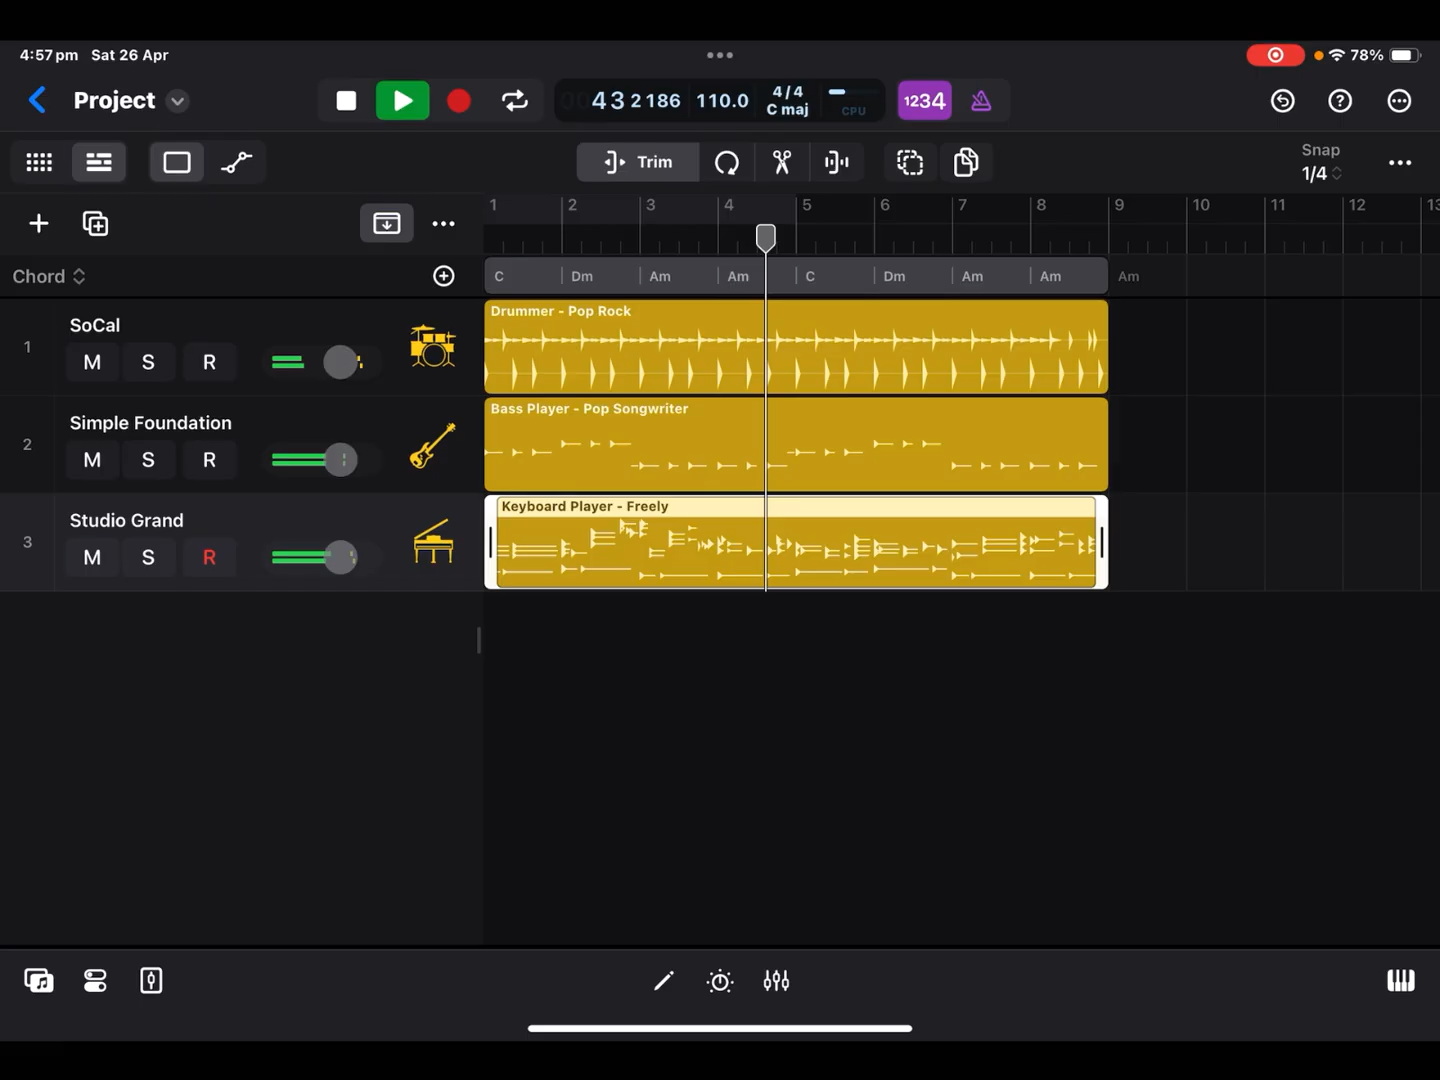 4:57 pm Sat 26 Apr
78%
Project
00 4 3 2 186 110.0 4/4 C maj CPU
1234
Trim
Snap
1/4
1 2 3 4 5 6 7 8 9 10 11 12 13
Chord
C Dm Am Am C Dm Am Am Am
1
SoCal
M S R
Drummer - Pop Rock
2
Simple Foundation
M S R
Bass Player - Pop Songwriter
3
Studio Grand
M S R
Keyboard Player - Freely